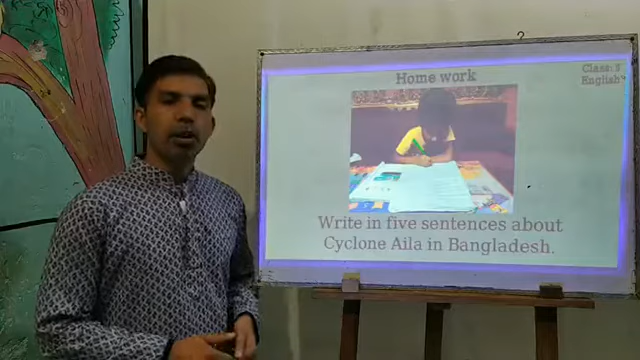 Home work
Class: 5
English
Write in five sentences about
Cyclone Aila in Bangladesh.